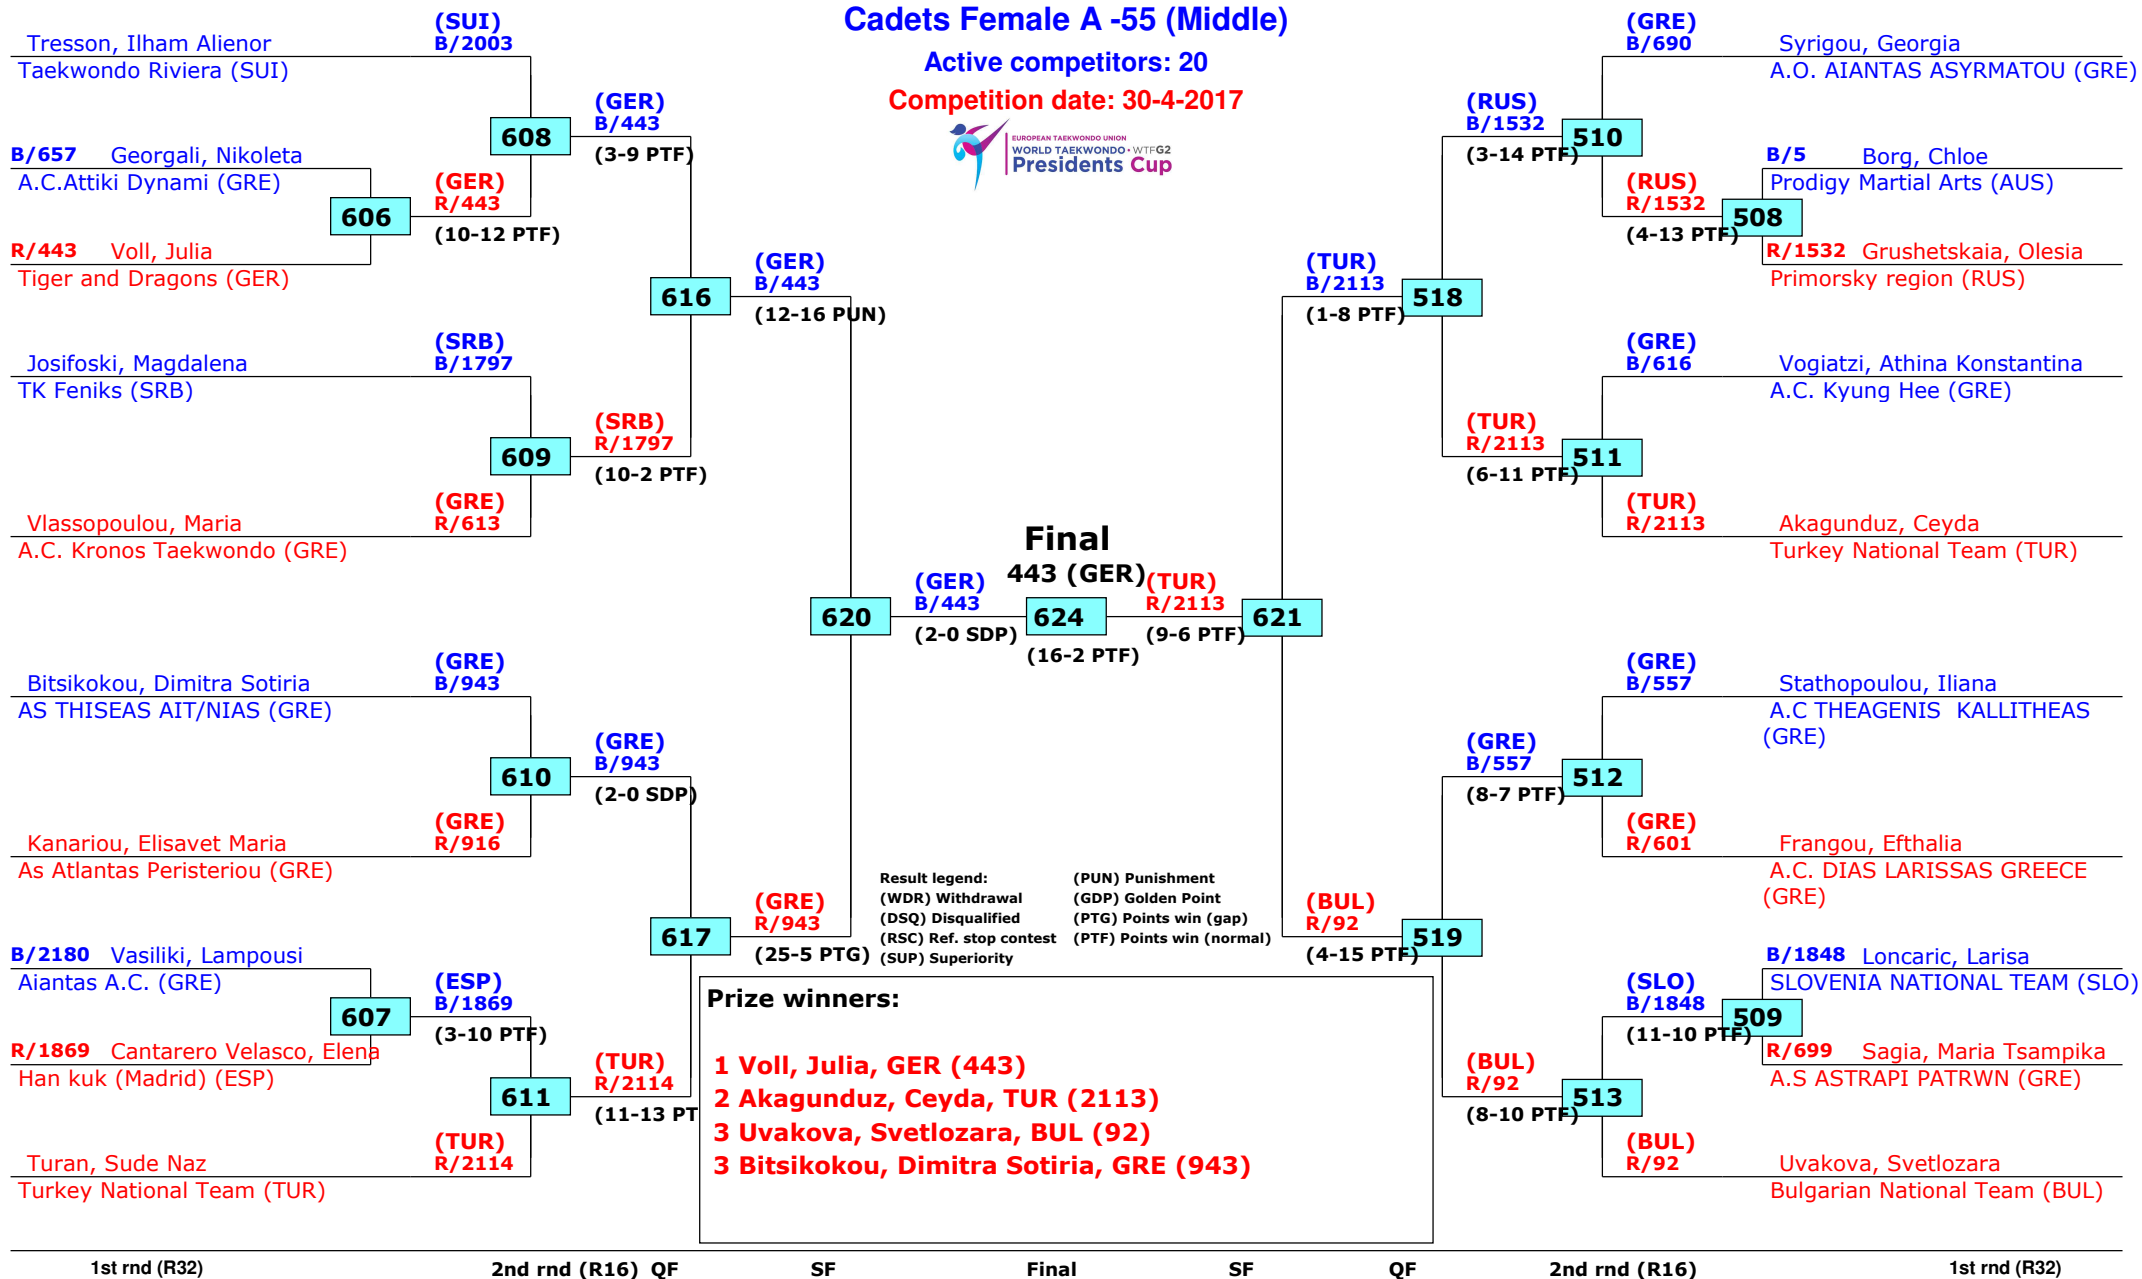 Cadets Female A -55 (Middle)
Active competitors: 20
Competition date: 30-4-2017
EUROPEAN TAEKWONDO UNION
WORLD TAEKWONDO • WTFG2
Presidents Cup
(SUI)
Tresson, Ilham Alienor B/2003
Taekwondo Riviera (SUI)
(GER)
B/443
608
(3-9 PTF)
B/657 Georgali, Nikoleta
A.C.Attiki Dynami (GRE)
(GER)
R/443
606
(10-12 PTF)
R/443 Voll, Julia
Tiger and Dragons (GER)
(GER)
B/443
616
(12-16 PUN)
(SRB)
Josifoski, Magdalena B/1797
TK Feniks (SRB)
(SRB)
R/1797
609
(10-2 PTF)
(GRE)
Vlassopoulou, Maria R/613
A.C. Kronos Taekwondo (GRE)
(GER)
B/443
620
(2-0 SDP)
(GRE)
Bitsikokou, Dimitra Sotiria B/943
AS THISEAS AIT/NIAS (GRE)
(GRE)
B/943
610
(2-0 SDP)
(GRE)
Kanariou, Elisavet Maria R/916
As Atlantas Peristeriou (GRE)
(GRE)
R/943
617
(25-5 PTG)
B/2180 Vasiliki, Lampousi
Aiantas A.C. (GRE)
(ESP)
B/1869
607
(3-10 PTF)
R/1869 Cantarero Velasco, Elena
Han kuk (Madrid) (ESP)
(TUR)
R/2114
611
(11-13 PT
(TUR)
Turan, Sude Naz R/2114
Turkey National Team (TUR)
Final
443 (GER)
624
(16-2 PTF)
(TUR)
R/2113
621
(9-6 PTF)
(GRE)
B/690 Syrigou, Georgia
A.O. AIANTAS ASYRMATOU (GRE)
(RUS)
B/1532
510
(3-14 PTF)
B/5 Borg, Chloe
Prodigy Martial Arts (AUS)
(RUS)
R/1532
508
(4-13 PTF)
R/1532 Grushetskaia, Olesia
Primorsky region (RUS)
(TUR)
B/2113
518
(1-8 PTF)
(GRE)
B/616 Vogiatzi, Athina Konstantina
A.C. Kyung Hee (GRE)
(TUR)
R/2113
511
(6-11 PTF)
(TUR)
R/2113 Akagunduz, Ceyda
Turkey National Team (TUR)
(GRE)
B/557 Stathopoulou, Iliana
A.C THEAGENIS KALLITHEAS
(GRE)
(GRE)
B/557
512
(8-7 PTF)
(GRE)
R/601 Frangou, Efthalia
A.C. DIAS LARISSAS GREECE
(GRE)
(BUL)
R/92
519
(4-15 PTF)
B/1848 Loncaric, Larisa
SLOVENIA NATIONAL TEAM (SLO)
(SLO)
B/1848
509
(11-10 PTF)
R/699 Sagia, Maria Tsampika
A.S ASTRAPI PATRWN (GRE)
(BUL)
R/92
513
(8-10 PTF)
(BUL)
R/92 Uvakova, Svetlozara
Bulgarian National Team (BUL)
Result legend: (PUN) Punishment
(WDR) Withdrawal (GDP) Golden Point
(DSQ) Disqualified (PTG) Points win (gap)
(RSC) Ref. stop contest (PTF) Points win (normal)
(SUP) Superiority
Prize winners:
1 Voll, Julia, GER (443)
2 Akagunduz, Ceyda, TUR (2113)
3 Uvakova, Svetlozara, BUL (92)
3 Bitsikokou, Dimitra Sotiria, GRE (943)
1st rnd (R32) 2nd rnd (R16) QF SF Final SF QF 2nd rnd (R16) 1st rnd (R32)